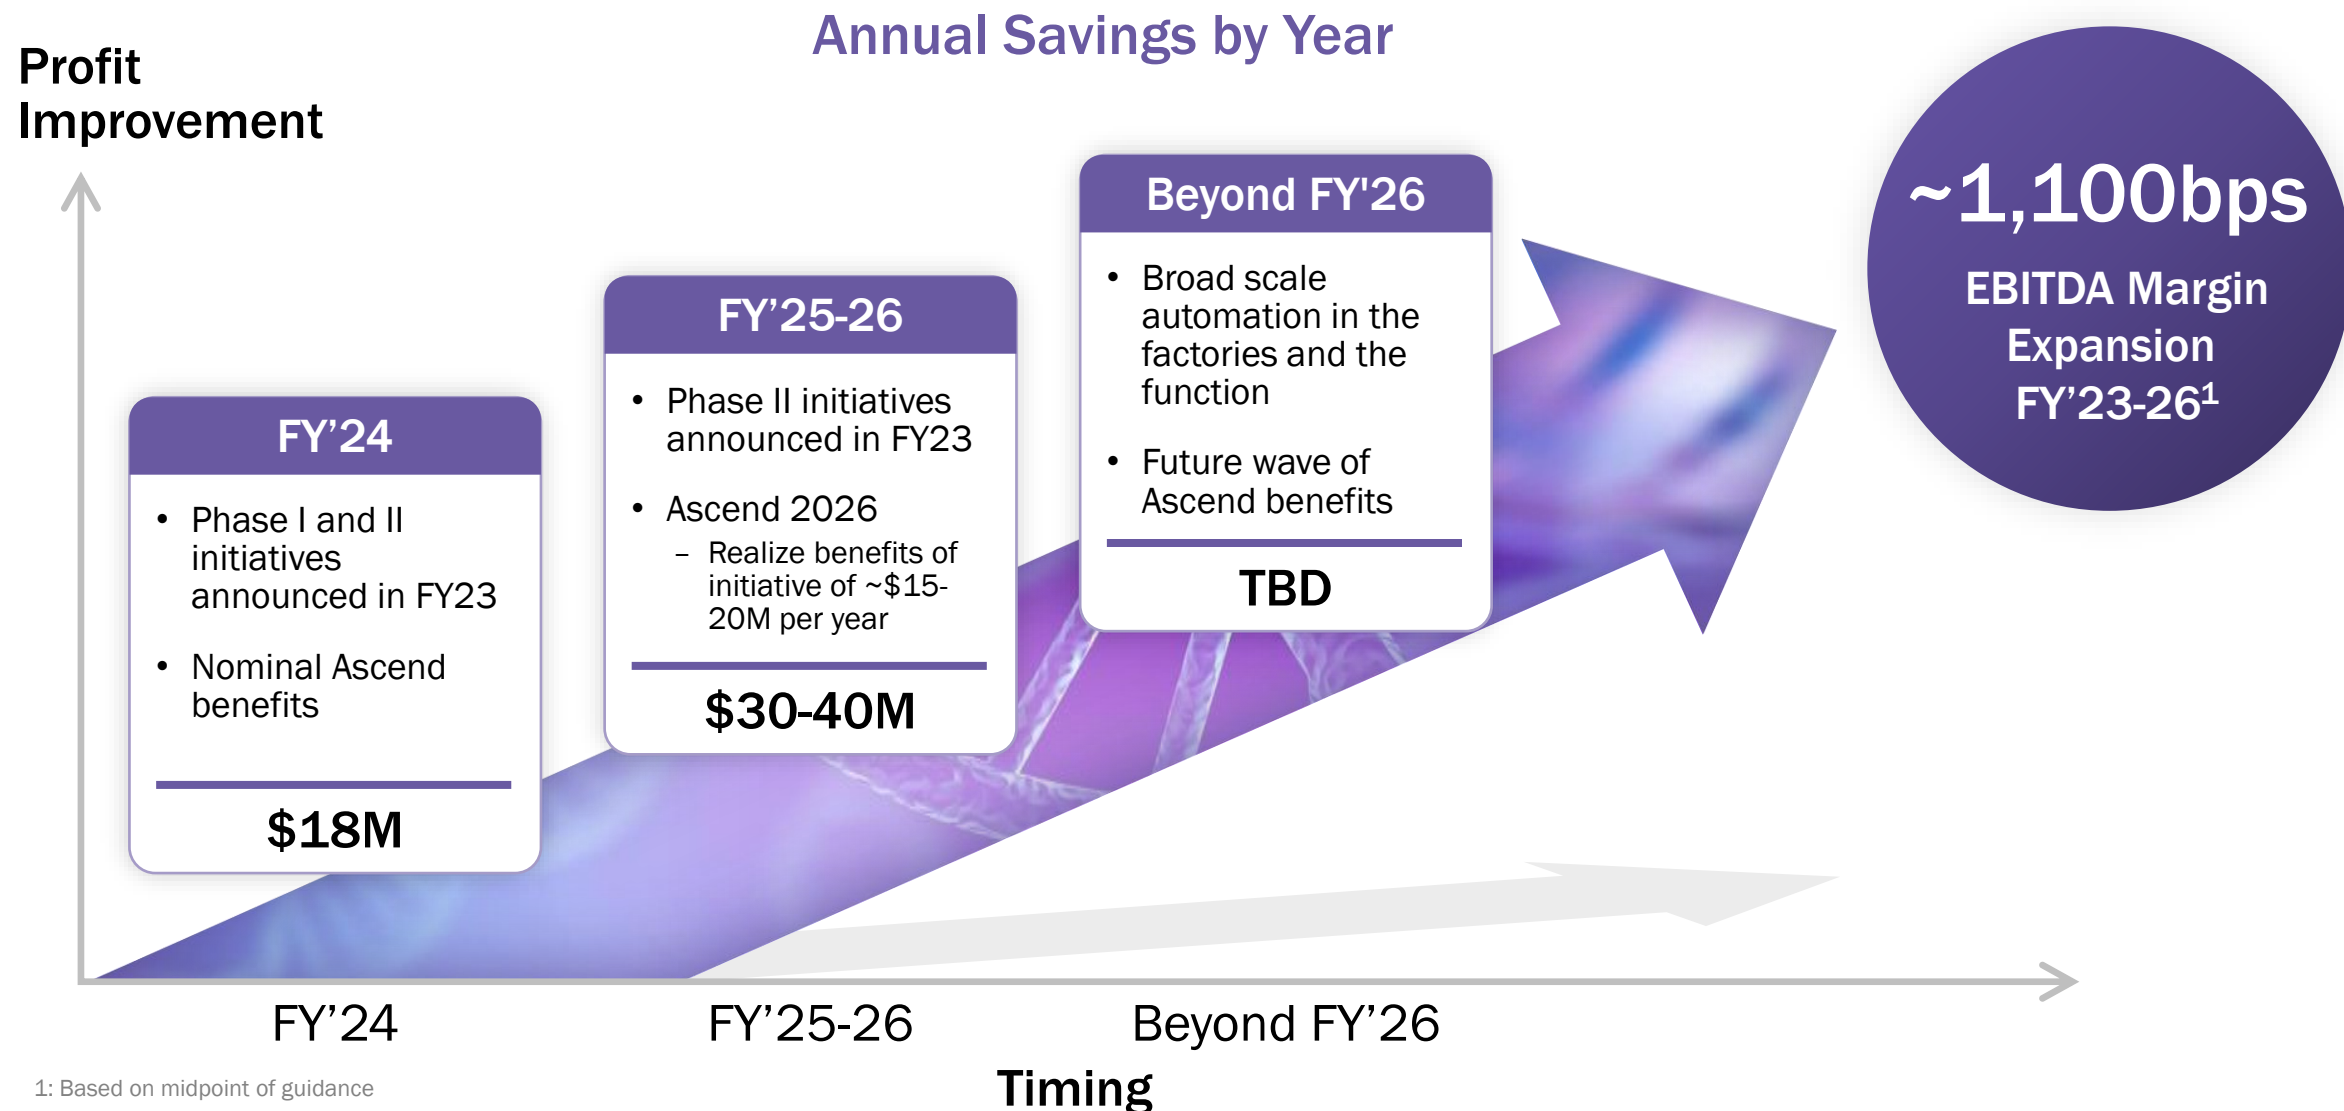 Annual Savings by Year
Profit
Improvement
FY’24
• Phase I and II
initiatives
announced in FY23
• Nominal Ascend
benefits
$18M
FY’25-26
• Phase II initiatives
announced in FY23
• Ascend 2026
– Realize benefits of
initiative of ~$15-
20M per year
$30-40M
Beyond FY'26
• Broad scale
automation in the
factories and the
function
• Future wave of
Ascend benefits
TBD
~1,100bps
EBITDA Margin
Expansion
FY’23-26¹
FY’24
FY’25-26
Beyond FY’26
Timing
1: Based on midpoint of guidance